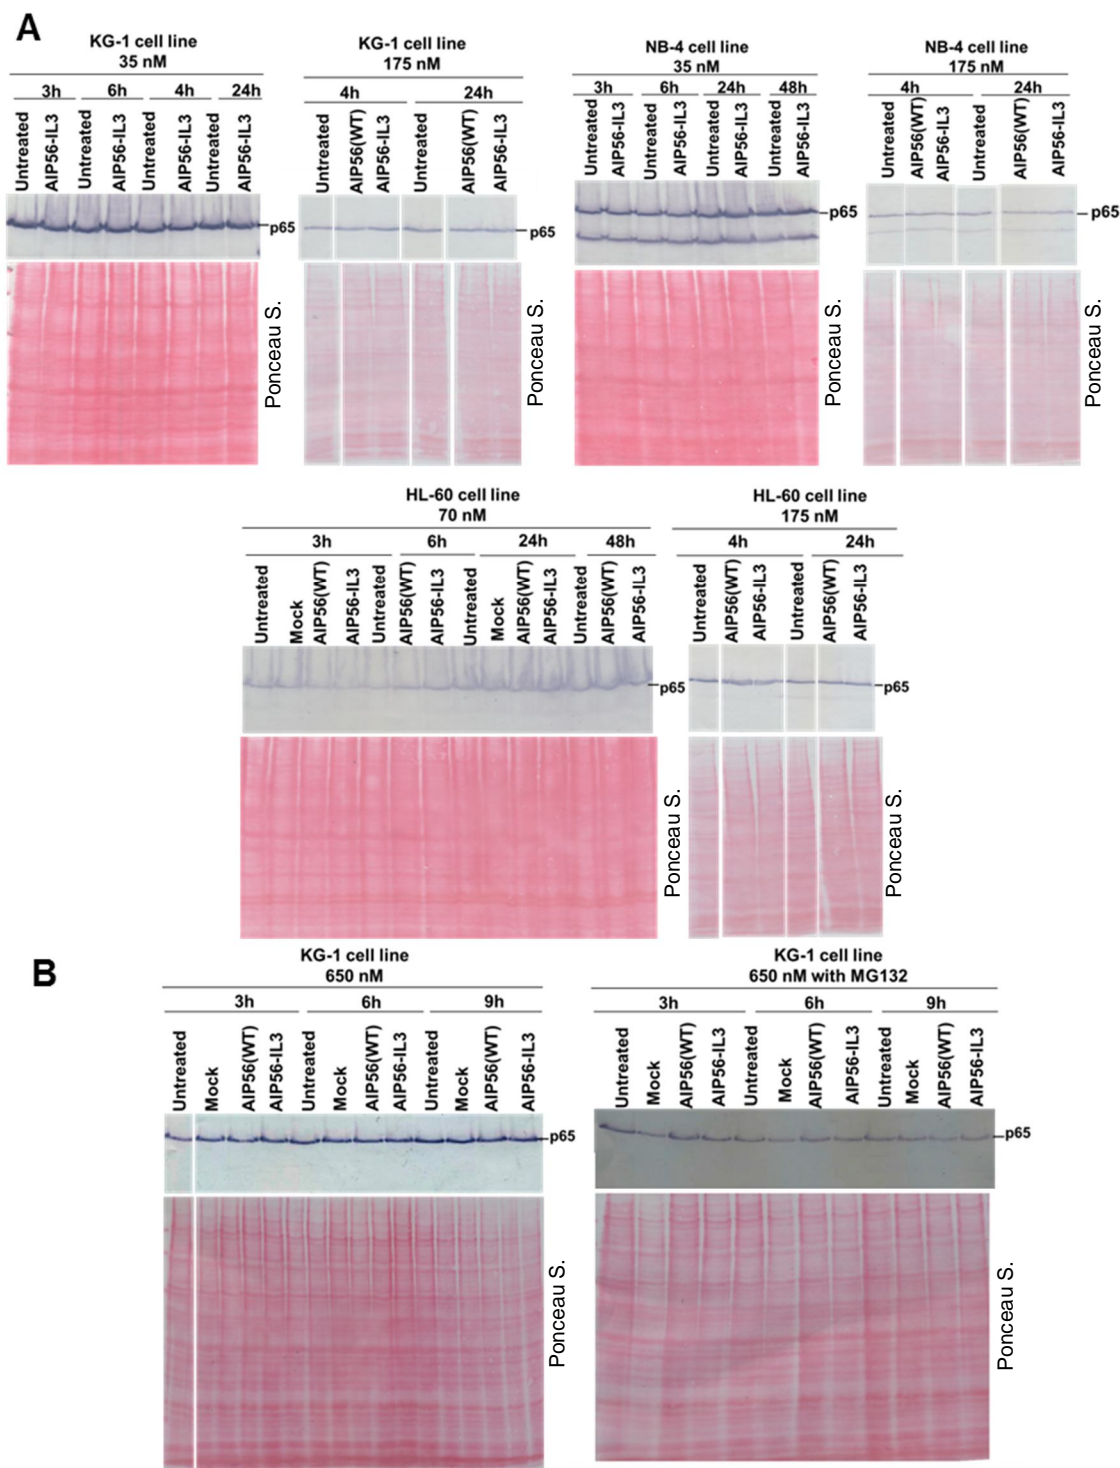 A
KG-1 cell line
35 nM
3h 6h 4h 24h
Untreated
AIP56-IL3
Untreated
AIP56-IL3
Untreated
AIP56-IL3
Untreated
AIP56-IL3
p65
Ponceau S.
KG-1 cell line
175 nM
4h 24h
Untreated
AIP56(WT)
AIP56-IL3
Untreated
AIP56(WT)
AIP56-IL3
p65
Ponceau S.
NB-4 cell line
35 nM
3h 6h 24h 48h
Untreated
AIP56-IL3
Untreated
AIP56-IL3
Untreated
AIP56-IL3
Untreated
AIP56-IL3
p65
Ponceau S.
NB-4 cell line
175 nM
4h 24h
Untreated
AIP56(WT)
AIP56-IL3
Untreated
AIP56(WT)
AIP56-IL3
p65
Ponceau S.
HL-60 cell line
70 nM
3h 6h 24h 48h
Untreated
Mock
AIP56(WT)
AIP56-IL3
Untreated
AIP56(WT)
AIP56-IL3
Untreated
Mock
AIP56(WT)
AIP56-IL3
Untreated
AIP56(WT)
AIP56-IL3
p65
Ponceau S.
HL-60 cell line
175 nM
4h 24h
Untreated
AIP56(WT)
AIP56-IL3
Untreated
AIP56(WT)
AIP56-IL3
p65
Ponceau S.
B
KG-1 cell line
650 nM
3h 6h 9h
Untreated
Mock
AIP56(WT)
AIP56-IL3
Untreated
Mock
AIP56(WT)
AIP56-IL3
Untreated
Mock
AIP56(WT)
AIP56-IL3
p65
Ponceau S.
KG-1 cell line
650 nM with MG132
3h 6h 9h
Untreated
Mock
AIP56(WT)
AIP56-IL3
Untreated
Mock
AIP56(WT)
AIP56-IL3
Untreated
Mock
AIP56(WT)
AIP56-IL3
p65
Ponceau S.